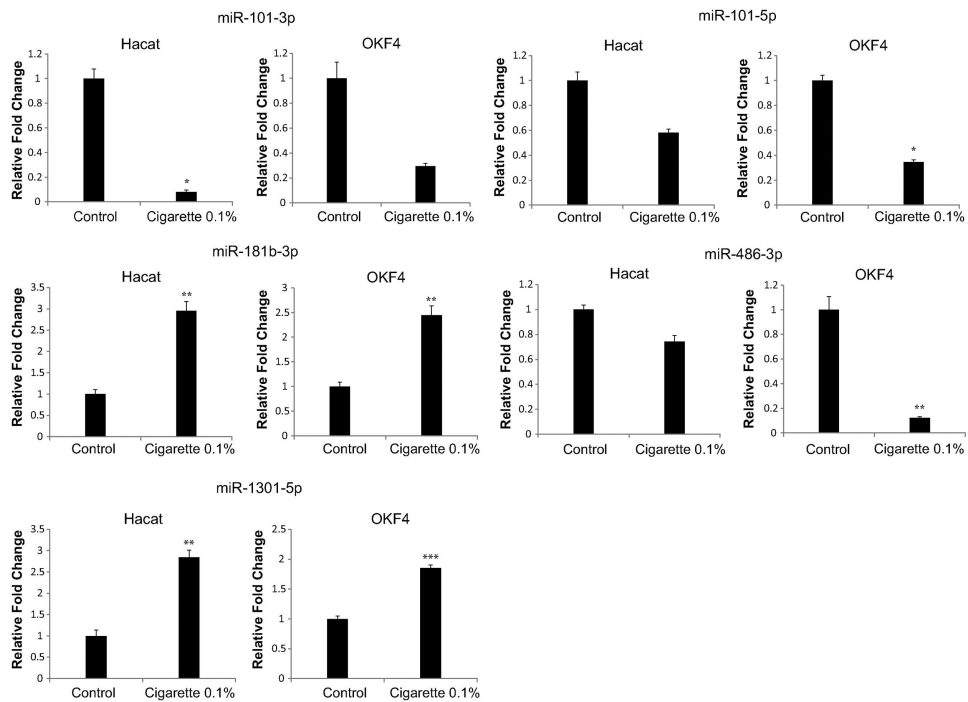 miR-101-3p
Hacat
Relative Fold Change
1.2
1
0.8
0.6
0.4
0.2
0
*
Control
Cigarette 0.1%
OKF4
Relative Fold Change
1.2
1
0.8
0.6
0.4
0.2
0
Control
Cigarette 0.1%
miR-101-5p
Hacat
Relative Fold Change
1.2
1
0.8
0.6
0.4
0.2
0
Control
Cigarette 0.1%
OKF4
Relative Fold Change
1.2
1
0.8
0.6
0.4
0.2
0
*
Control
Cigarette 0.1%
miR-181b-3p
Hacat
Relative Fold Change
3.5
3
2.5
2
1.5
1
0.5
0
**
Control
Cigarette 0.1%
OKF4
Relative Fold Change
3
2.5
2
1.5
1
0.5
0
**
Control
Cigarette 0.1%
miR-486-3p
Hacat
Relative Fold Change
1.2
1
0.8
0.6
0.4
0.2
0
Control
Cigarette 0.1%
OKF4
Relative Fold Change
1.2
1
0.8
0.6
0.4
0.2
0
**
Control
Cigarette 0.1%
miR-1301-5p
Hacat
Relative Fold Change
3.5
3
2.5
2
1.5
1
0.5
0
**
Control
Cigarette 0.1%
OKF4
Relative Fold Change
2.5
2
1.5
1
0.5
0
***
Control
Cigarette 0.1%